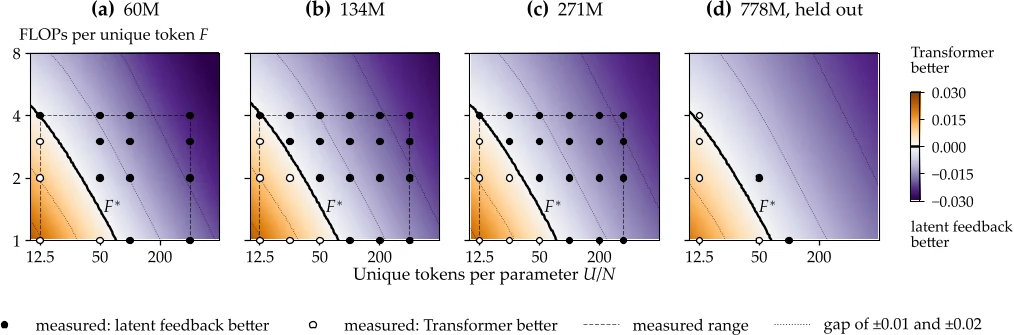 (a) 60M
(b) 134M
(c) 271M
(d) 778M, held out
FLOPs per unique token F
8
4
2
1
F*
F*
F*
F*
12.5 50 200
12.5 50 200
12.5 50 200
12.5 50 200
Unique tokens per parameter U/N
Transformer
better
0.030
0.015
0.000
−0.015
−0.030
latent feedback
better
measured: latent feedback better
measured: Transformer better
measured range
gap of ±0.01 and ±0.02